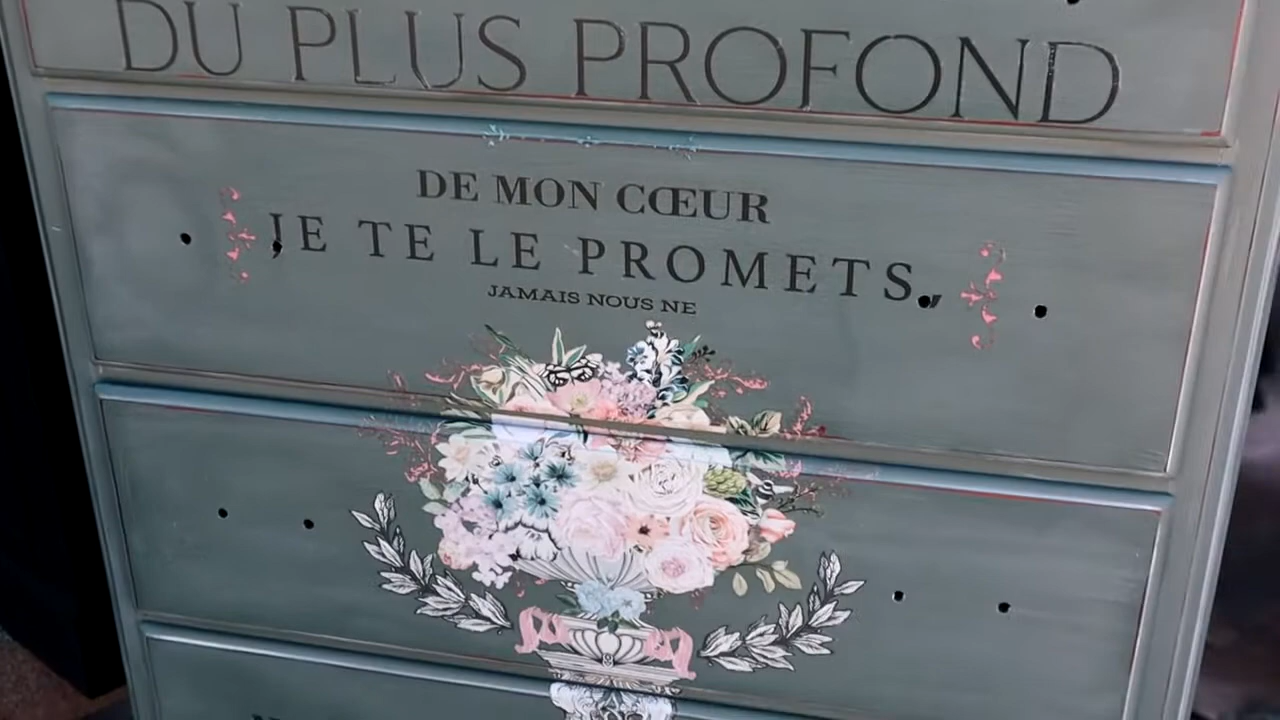 DU PLUS PROFOND
DE MON CŒUR
JE TE LE PROMETS„
JAMAIS NOUS NE